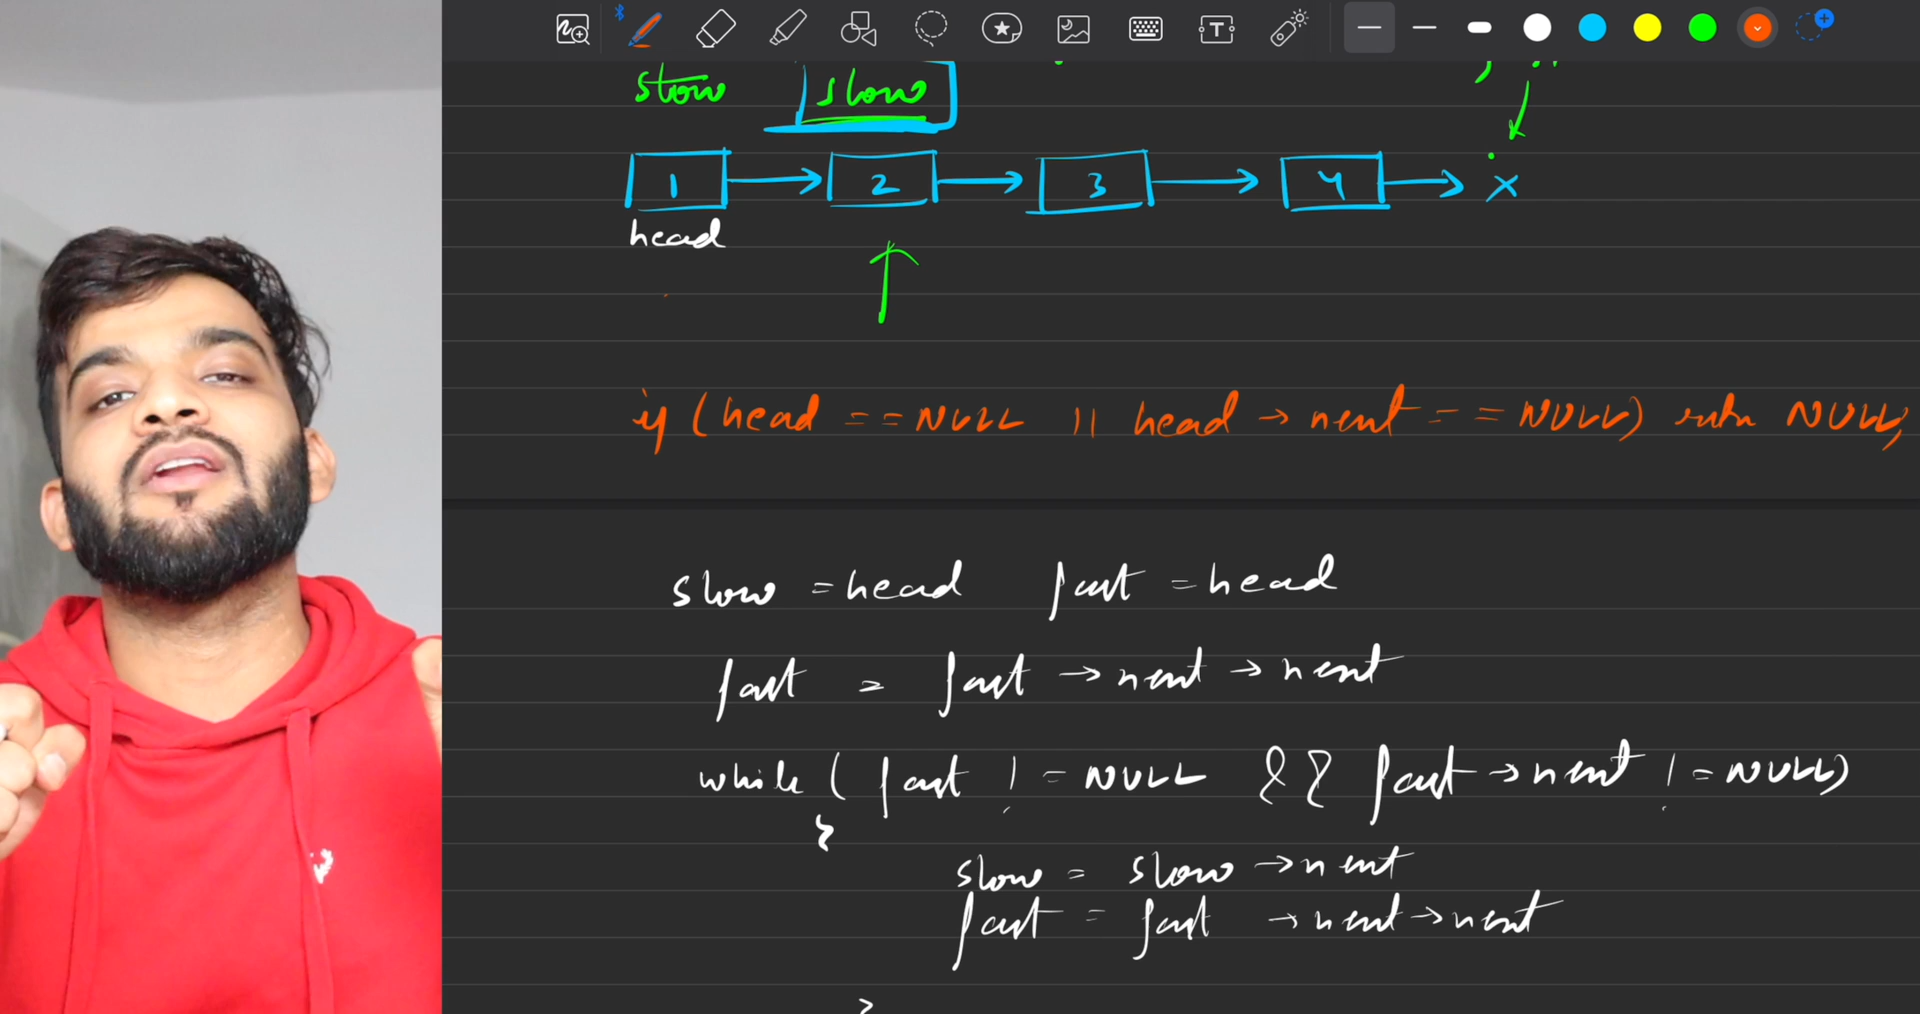 slow slow
1 → 2 → 3 → 4 → x
head
if (head == NULL || head → next == NULL) return NULL;
slow = head fast = head
fast = fast → next → next
while ( fast != NULL && fast → next != NULL)
{
slow = slow → next
fast = fast → next → next
}